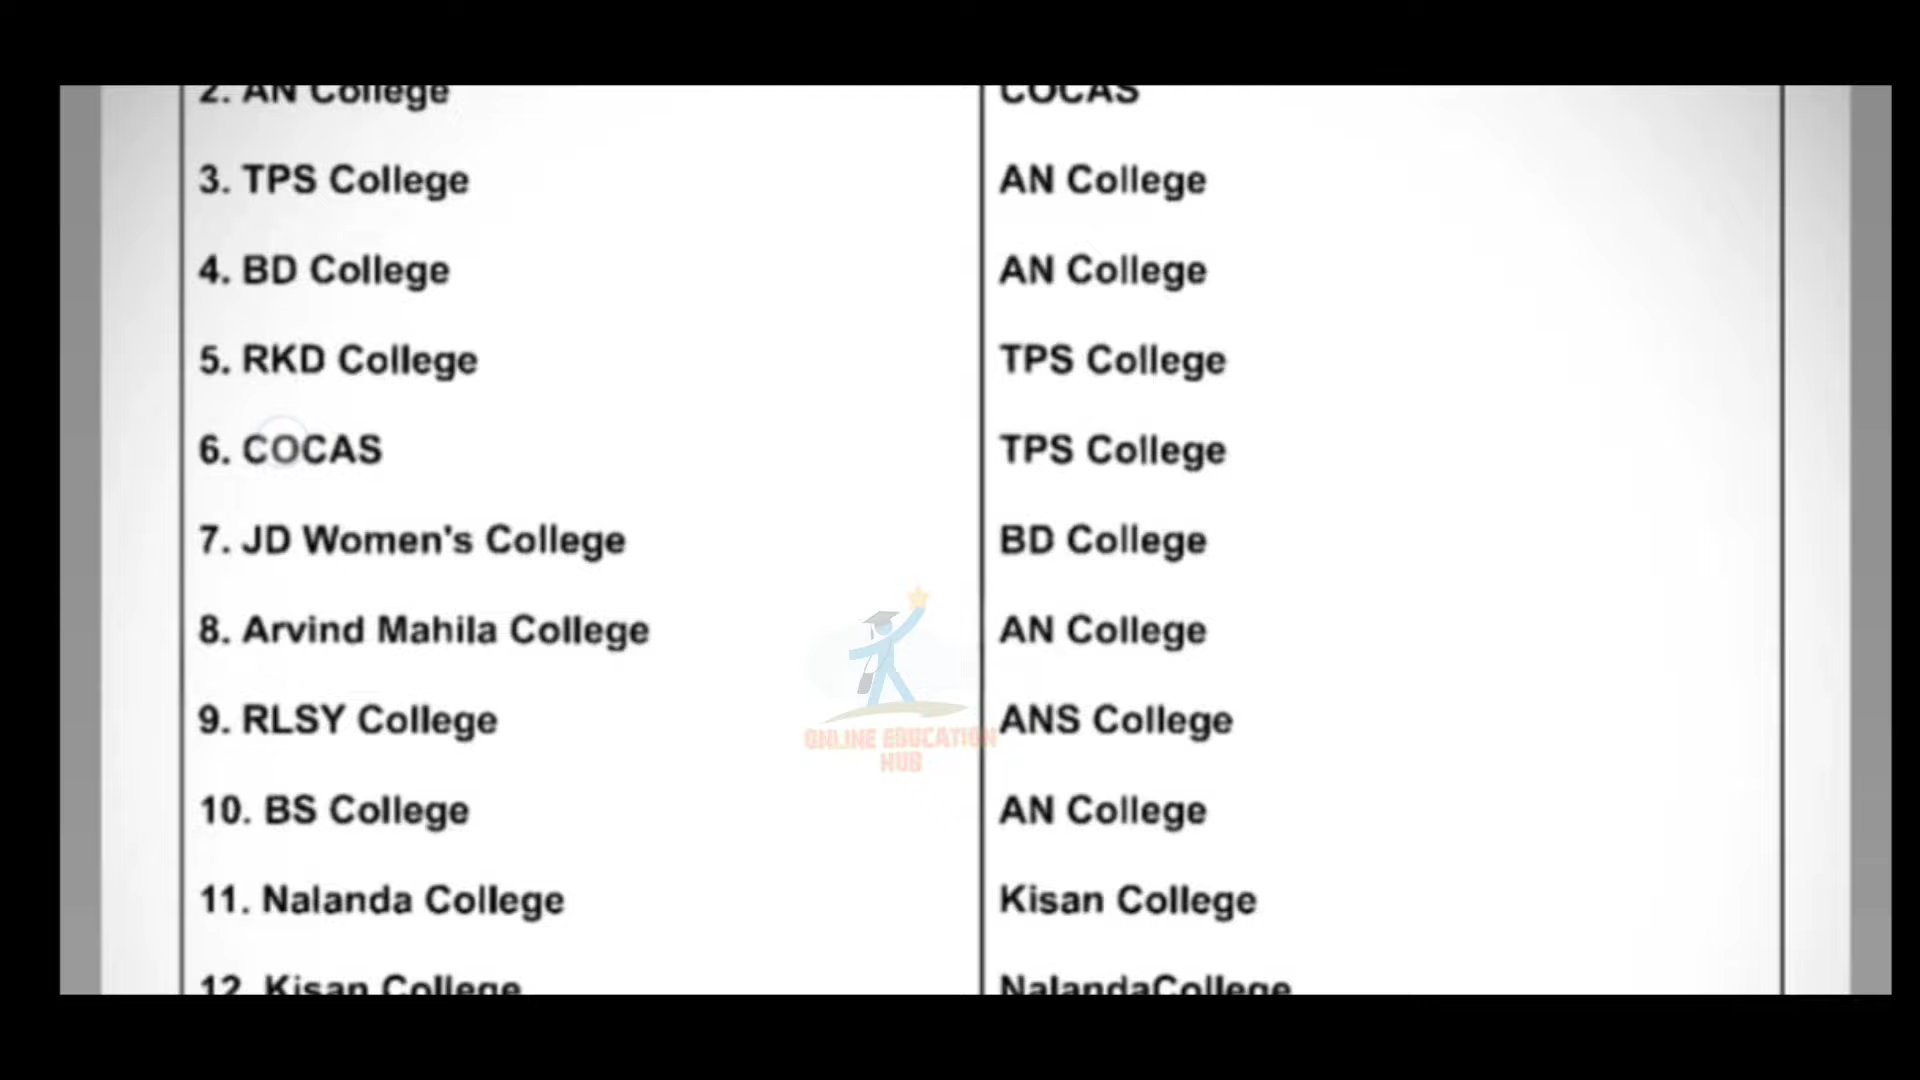 2. AN College COCAS
3. TPS College AN College
4. BD College AN College
5. RKD College TPS College
6. COCAS TPS College
7. JD Women's College BD College
8. Arvind Mahila College AN College
9. RLSY College ANS College
10. BS College AN College
11. Nalanda College Kisan College
12. Kisan College NalandaCollege
ONLINE EDUCATION
HUB